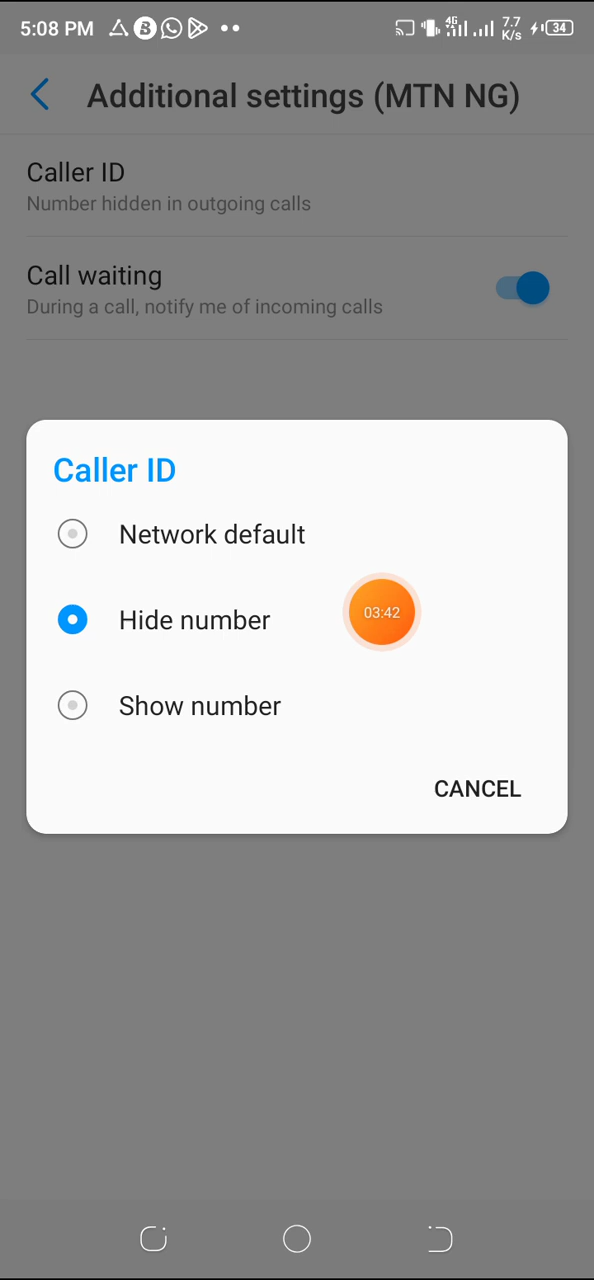 5:08 PM
4G
7.7
K/s
34
Additional settings (MTN NG)
Caller ID
Number hidden in outgoing calls
Call waiting
During a call, notify me of incoming calls
Caller ID
Network default
Hide number
03:42
Show number
CANCEL